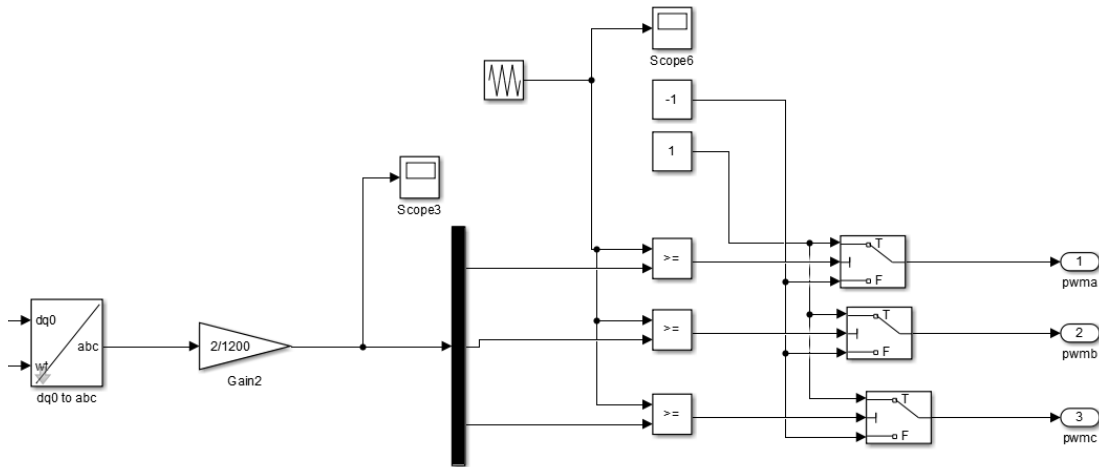 Scope6
-1
1
Scope3
>=
T
F
1
pwma
dq0
abc
wt
dq0 to abc
2/1200
Gain2
>=
T
F
2
pwmb
>=
T
F
3
pwmc